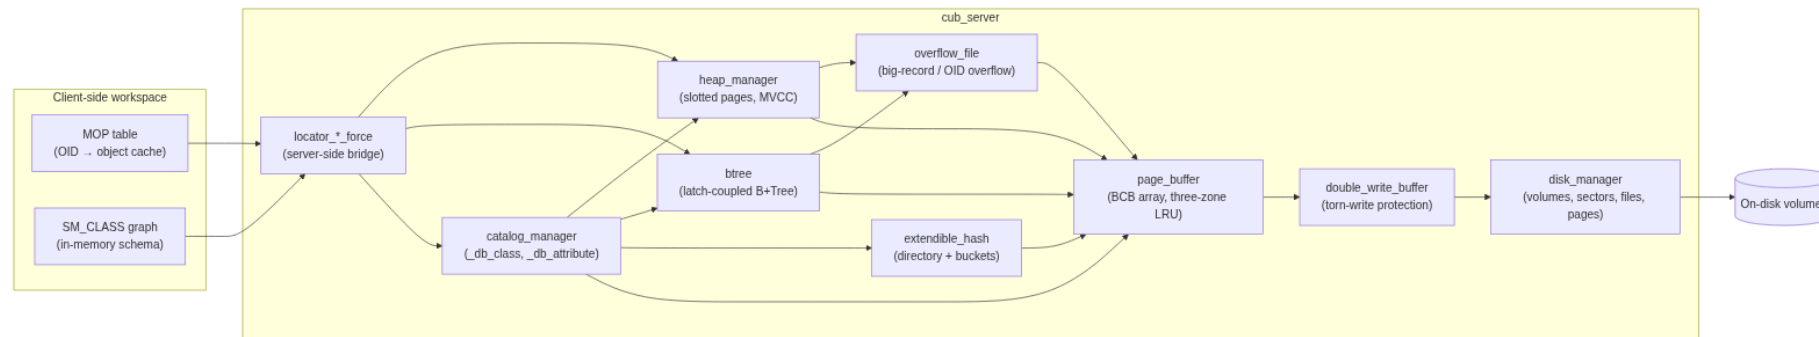 cub_server
Client-side workspace
MOP table
(OID → object cache)
SM_CLASS graph
(in-memory schema)
locator_*_force
(server-side bridge)
catalog_manager
(_db_class, _db_attribute)
heap_manager
(slotted pages, MVCC)
btree
(latch-coupled B+Tree)
overflow_file
(big-record / OID overflow)
extendible_hash
(directory + buckets)
page_buffer
(BCB array, three-zone
LRU)
double_write_buffer
(torn-write protection)
disk_manager
(volumes, sectors, files,
pages)
On-disk volume